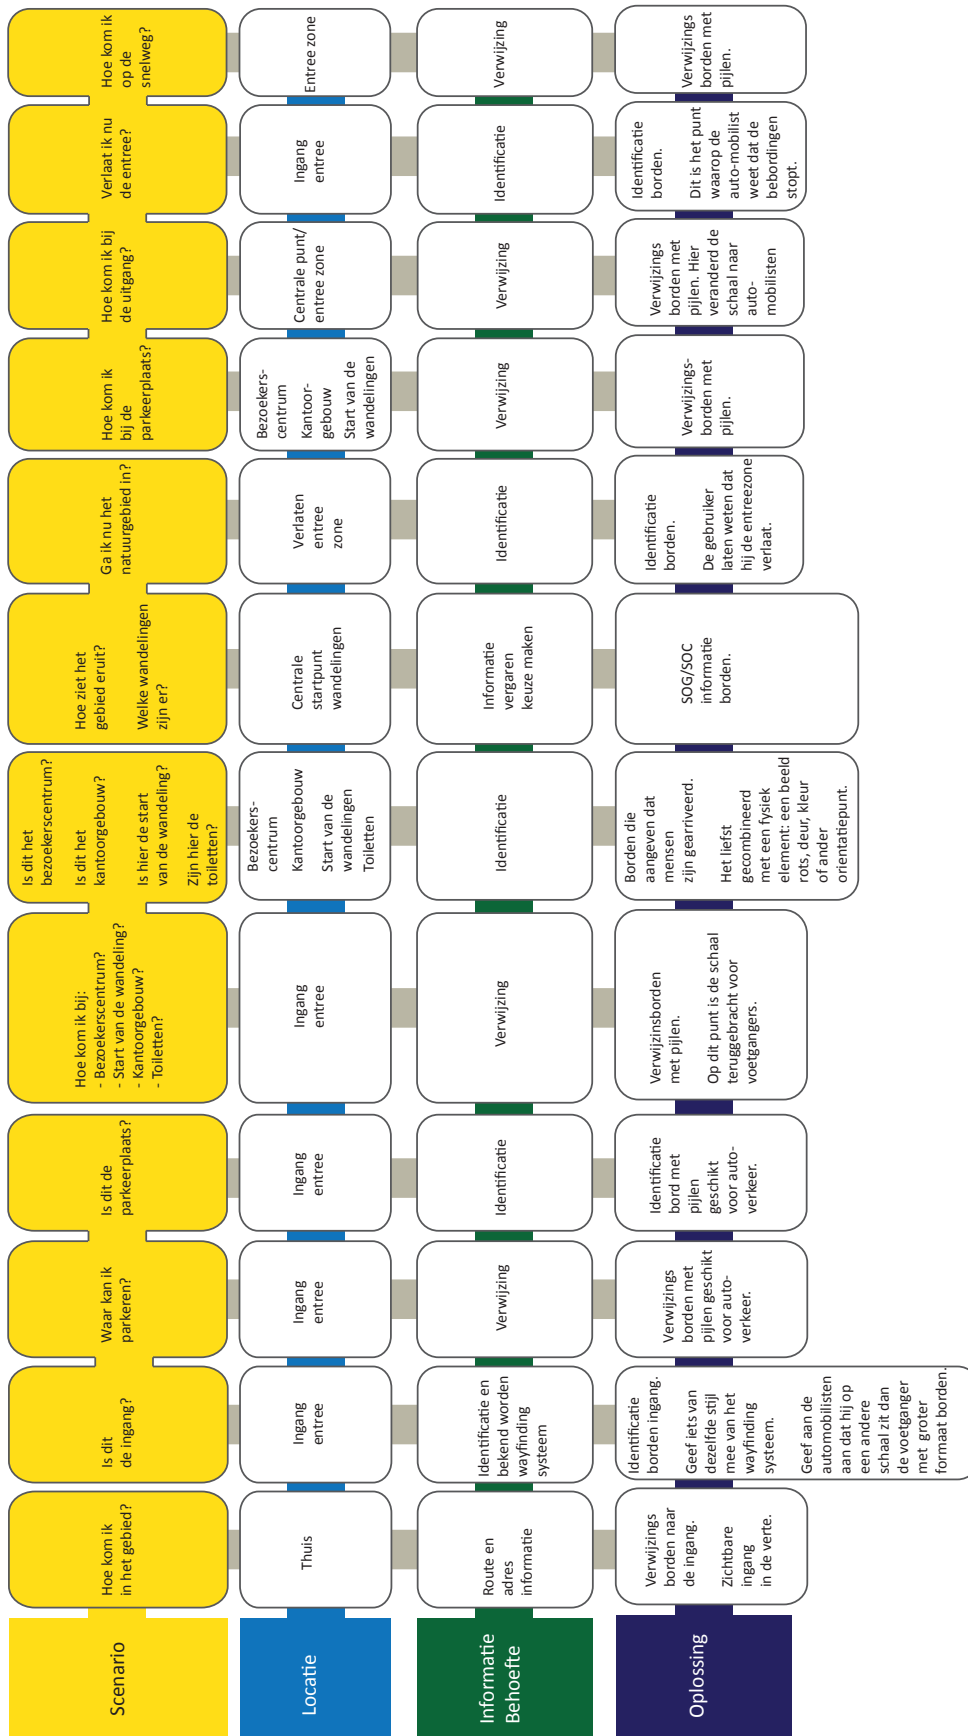 Scenario
Hoe kom ik
in het gebied?
Is dit
de ingang?
Waar kan ik
parkeren?
Is dit de
parkeerplaats?
Hoe kom ik bij:
- Bezoekerscentrum?
- Start van de wandeling?
- Kantoorgebouw?
- Toiletten?
Is dit het
bezoekerscentrum?
Is dit het
kantoorgebouw?
Is hier de start
van de wandeling?
Zijn hier de
toiletten?
Hoe ziet het
gebied eruit?
Welke wandelingen
zijn er?
Ga ik nu het
natuurgebied in?
Hoe kom ik
bij de
parkeerplaats?
Hoe kom ik bij
de uitgang?
Verlaat ik nu
de entree?
Hoe kom ik
op de
snelweg?
Locatie
Thuis
Ingang
entree
Ingang
entree
Ingang
entree
Ingang
entree
Bezoekers-
centrum
Kantoorgebouw
Start van de
wandelingen
Toiletten
Centrale
startpunt
wandelingen
Verlaten
entree
zone
Bezoekers-
centrum
Kantoor-
gebouw
Start van de
wandelingen
Centrale punt/
entree zone
Ingang
entree
Entree zone
Informatie
Behoefte
Route en
adres
informatie
Identificatie en
bekend worden
wayfinding
systeem
Verwijzing
Identificatie
Verwijzing
Identificatie
Informatie
vergaren
keuze maken
Identificatie
Verwijzing
Verwijzing
Identificatie
Verwijzing
Oplossing
Verwijzings
borden naar
de ingang.
Zichtbare
ingang
in de verte.
Identificatie
borden ingang.
Geef iets van
dezelfde stijl
mee van het
wayfinding
systeem.
Geef aan de
automobilisten
aan dat hij op
een andere
schaal zit dan
de voetganger
met groter
formaat borden.
Verwijzings
borden met
pijlen geschikt
voor auto-
verkeer.
Identificatie
bord met
pijlen
geschikt
voor auto-
verkeer.
Verwijzinsborden
met pijlen.
Op dit punt is de schaal
teruggebracht voor
voetgangers.
Borden die
aangeven dat
mensen
zijn gearriveerd.
Het liefst
gecombineerd
met een fysiek
element: een beeld
rots, deur, kleur
of ander
orientatiepunt.
SOG/SOC
informatie
borden.
Identificatie
borden.
De gebruiker
laten weten dat
hij de entreezone
verlaat.
Verwijzings-
borden met
pijlen.
Verwijzings
borden met
pijlen. Hier
veranderd de
schaal naar
auto-
mobilisten
Identificatie
borden.
Dit is het punt
waarop de
auto-mobilist
weet dat de
bebordingen
stopt.
Verwijzings
borden met
pijlen.